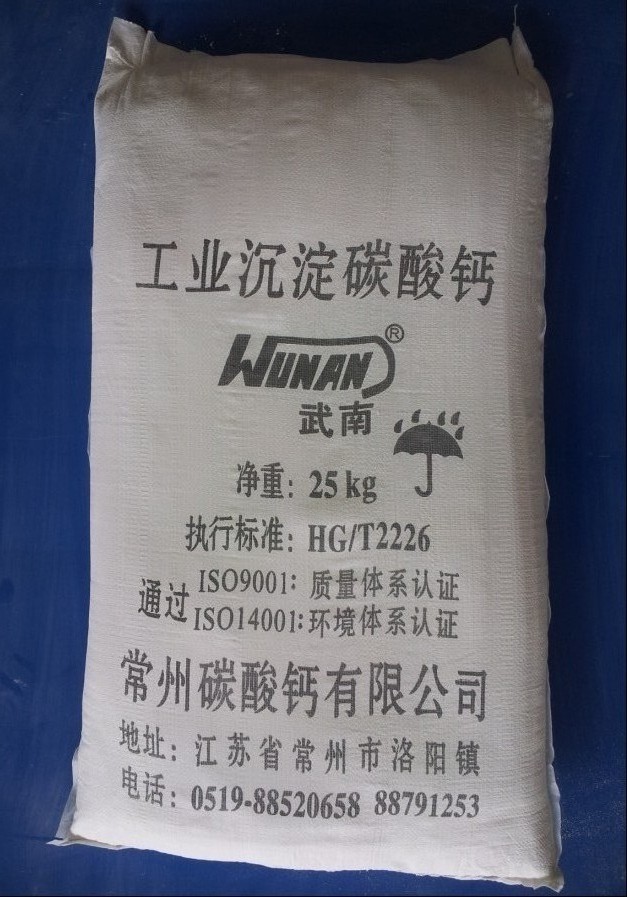 工业沉淀碳酸钙
WUNAN®
武南
净重：25kg
执行标准：HG/T2226
通过
ISO9001：质量体系认证
ISO14001：环境体系认证
常州碳酸钙有限公司
地址：江苏省常州市洛阳镇
电话：0519-88520658 88791253